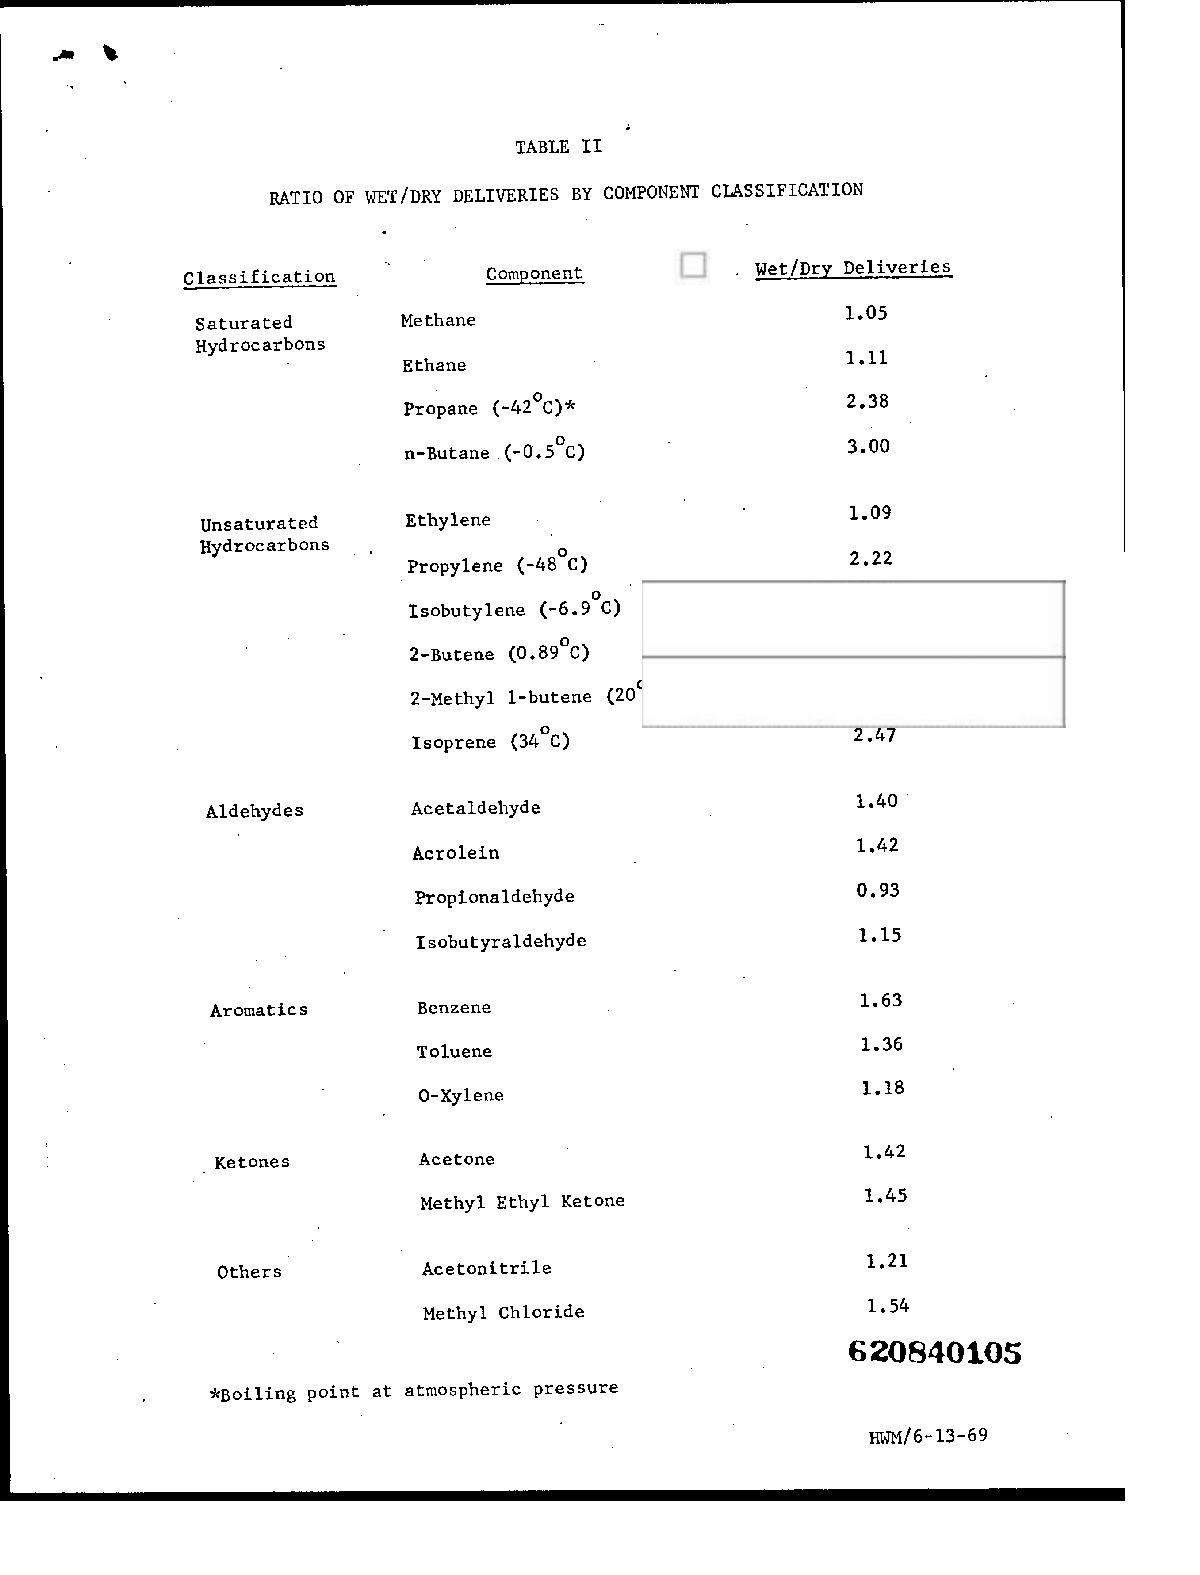 TABLE II
RATIO OF WET/DRY DELIVERIES BY COMPONENT CLASSIFICATION
Classification Component Wet/Dry Deliveries
Saturated Hydrocarbons Methane 1.05
Ethane 1.11
Propane (-42°C)* 2.38
n-Butane (-0.5°C) 3.00
Unsaturated Hydrocarbons Ethylene 1.09
Propylene (-48°C) 2.22
Isobutylene (-6.9°C)
2-Butene (0.89°C)
2-Methyl 1-butene (20
Isoprene (34°C) 2.47
Aldehydes Acetaldehyde 1.40
Acrolein 1.42
Propionaldehyde 0.93
Isobutyraldehyde 1.15
Aromatics Benzene 1.63
Toluene 1.36
O-Xylene 1.18
Ketones Acetone 1.42
Methyl Ethyl Ketone 1.45
Others Acetonitrile 1.21
Methyl Chloride 1.54
620840105
*Boiling point at atmospheric pressure
HWM/6-13-69